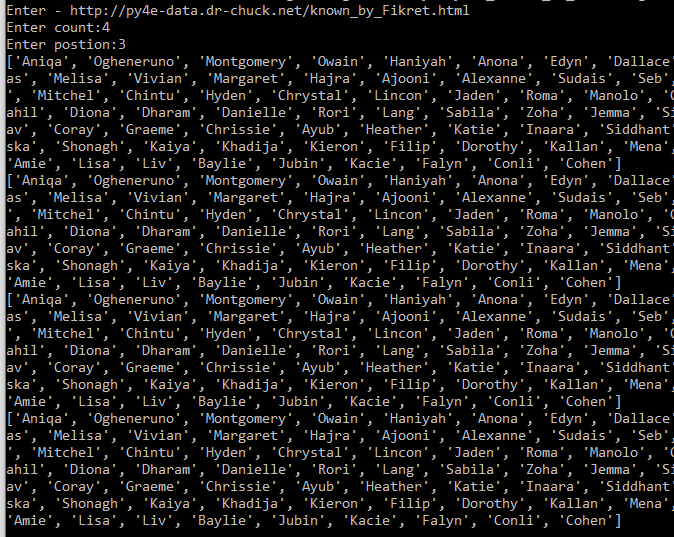 Enter - http://py4e-data.dr-chuck.net/known_by_Fikret.html
Enter count:4
Enter postion:3
['Aniqa', 'Ogheneruno', 'Montgomery', 'Owain', 'Haniyah', 'Anona', 'Edyn', 'Dallace'
as', 'Melisa', 'Vivian', 'Margaret', 'Hajra', 'Ajooni', 'Alexanne', 'Sudais', 'Seb',
, 'Mitchel', 'Chintu', 'Hyden', 'Chrystal', 'Lincon', 'Jaden', 'Roma', 'Manolo', '
ahil', 'Diona', 'Dharam', 'Danielle', 'Rori', 'Lang', 'Sabila', 'Zoha', 'Jemma', 'Si
av', 'Coray', 'Graeme', 'Chrissie', 'Ayub', 'Heather', 'Katie', 'Inaara', 'Siddhant'
ska', 'Shonagh', 'Kaiya', 'Khadija', 'Kieron', 'Filip', 'Dorothy', 'Kallan', 'Mena',
'Amie', 'Lisa', 'Liv', 'Baylie', 'Jubin', 'Kacie', 'Falyn', 'Conli', 'Cohen']
['Aniqa', 'Ogheneruno', 'Montgomery', 'Owain', 'Haniyah', 'Anona', 'Edyn', 'Dallace'
as', 'Melisa', 'Vivian', 'Margaret', 'Hajra', 'Ajooni', 'Alexanne', 'Sudais', 'Seb',
, 'Mitchel', 'Chintu', 'Hyden', 'Chrystal', 'Lincon', 'Jaden', 'Roma', 'Manolo', '
ahil', 'Diona', 'Dharam', 'Danielle', 'Rori', 'Lang', 'Sabila', 'Zoha', 'Jemma', 'Si
av', 'Coray', 'Graeme', 'Chrissie', 'Ayub', 'Heather', 'Katie', 'Inaara', 'Siddhant'
ska', 'Shonagh', 'Kaiya', 'Khadija', 'Kieron', 'Filip', 'Dorothy', 'Kallan', 'Mena',
'Amie', 'Lisa', 'Liv', 'Baylie', 'Jubin', 'Kacie', 'Falyn', 'Conli', 'Cohen']
['Aniqa', 'Ogheneruno', 'Montgomery', 'Owain', 'Haniyah', 'Anona', 'Edyn', 'Dallace'
as', 'Melisa', 'Vivian', 'Margaret', 'Hajra', 'Ajooni', 'Alexanne', 'Sudais', 'Seb',
, 'Mitchel', 'Chintu', 'Hyden', 'Chrystal', 'Lincon', 'Jaden', 'Roma', 'Manolo', '
ahil', 'Diona', 'Dharam', 'Danielle', 'Rori', 'Lang', 'Sabila', 'Zoha', 'Jemma', 'Si
av', 'Coray', 'Graeme', 'Chrissie', 'Ayub', 'Heather', 'Katie', 'Inaara', 'Siddhant'
ska', 'Shonagh', 'Kaiya', 'Khadija', 'Kieron', 'Filip', 'Dorothy', 'Kallan', 'Mena',
'Amie', 'Lisa', 'Liv', 'Baylie', 'Jubin', 'Kacie', 'Falyn', 'Conli', 'Cohen']
['Aniqa', 'Ogheneruno', 'Montgomery', 'Owain', 'Haniyah', 'Anona', 'Edyn', 'Dallace'
as', 'Melisa', 'Vivian', 'Margaret', 'Hajra', 'Ajooni', 'Alexanne', 'Sudais', 'Seb',
, 'Mitchel', 'Chintu', 'Hyden', 'Chrystal', 'Lincon', 'Jaden', 'Roma', 'Manolo', '
ahil', 'Diona', 'Dharam', 'Danielle', 'Rori', 'Lang', 'Sabila', 'Zoha', 'Jemma', 'Si
av', 'Coray', 'Graeme', 'Chrissie', 'Ayub', 'Heather', 'Katie', 'Inaara', 'Siddhant'
ska', 'Shonagh', 'Kaiya', 'Khadija', 'Kieron', 'Filip', 'Dorothy', 'Kallan', 'Mena',
'Amie', 'Lisa', 'Liv', 'Baylie', 'Jubin', 'Kacie', 'Falyn', 'Conli', 'Cohen']